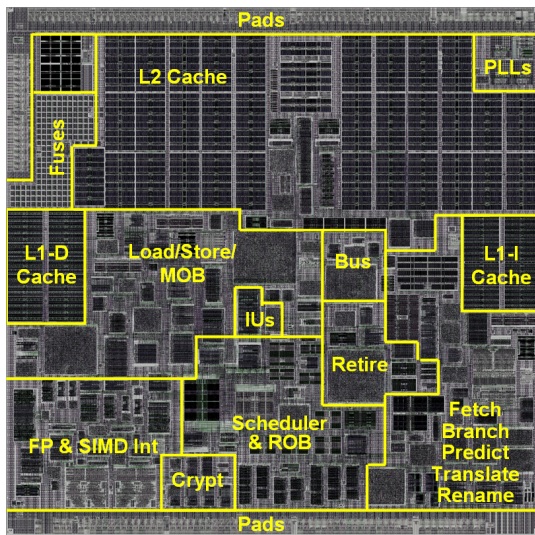 Pads
L2 Cache
PLLs
Fuses
L1-D
Cache
Load/Store/
MOB
Bus
L1-I
Cache
IUs
Retire
FP & SIMD Int
Scheduler
& ROB
Fetch
Branch
Predict
Translate
Rename
Crypt
Pads